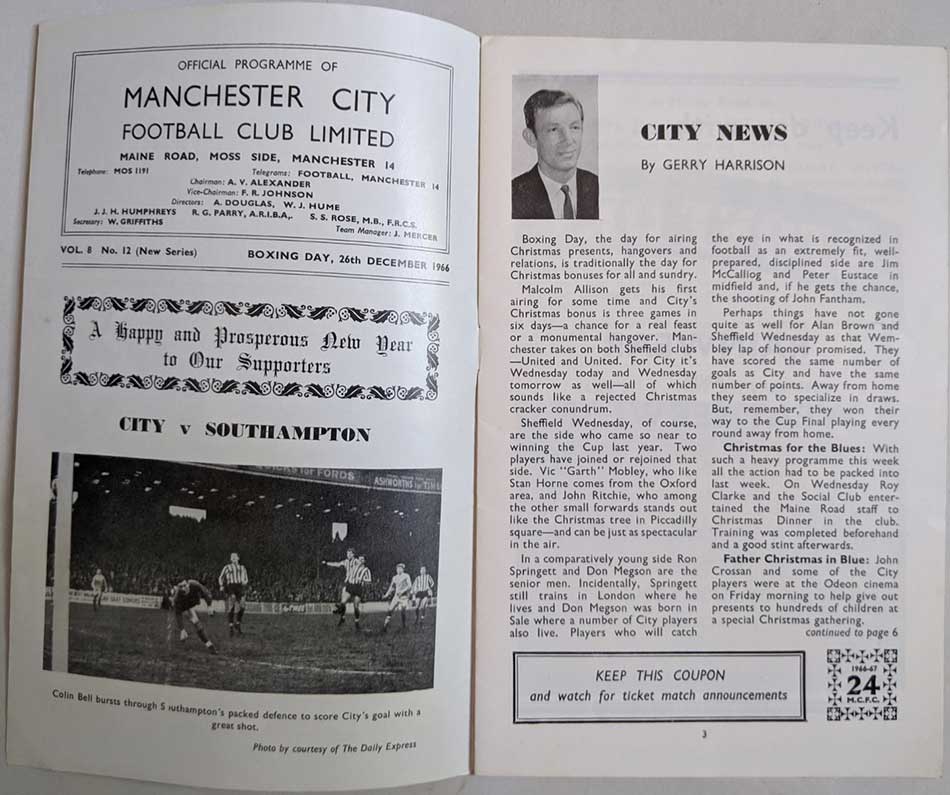 OFFICIAL PROGRAMME OF
MANCHESTER CITY
FOOTBALL CLUB LIMITED
MAINE ROAD, MOSS SIDE, MANCHESTER 14
Telephone: MOS 1191 Telegrams: FOOTBALL, MANCHESTER 14
Chairman: A. V. ALEXANDER
Vice-Chairman: F. R. JOHNSON
Directors: A. DOUGLAS, W. J. HUME
J. J. H. HUMPHREYS R. G. PARRY, A.R.I.B.A,. S. S. ROSE, M.B., F.R.C.S.
Secretary: W. GRIFFITHS Team Manager: J. MERCER
VOL. 8 No. 12 (New Series) BOXING DAY, 26th DECEMBER 1966
A Happy and Prosperous New Year
to Our Supporters
CITY v SOUTHAMPTON
FOR FORDS
ASHWORTHS
Colin Bell bursts through Southampton's packed defence to score City's goal with a
great shot.
Photo by courtesy of The Daily Express
CITY NEWS
By GERRY HARRISON
Boxing Day, the day for airing
Christmas presents, hangovers and
relations, is traditionally the day for
Christmas bonuses for all and sundry.
Malcolm Allison gets his first
airing for some time and City's
Christmas bonus is three games in
six days—a chance for a real feast
or a monumental hangover. Man-
chester takes on both Sheffield clubs
—United and United. For City it's
Wednesday today and Wednesday
tomorrow as well—all of which
sounds like a rejected Christmas
cracker conundrum.
Sheffield Wednesday, of course,
are the side who came so near to
winning the Cup last year. Two
players have joined or rejoined that
side. Vic "Garth" Mobley, who like
Stan Horne comes from the Oxford
area, and John Ritchie, who among
the other small forwards stands out
like the Christmas tree in Piccadilly
square—and can be just as spectacular
in the air.
In a comparatively young side Ron
Springett and Don Megson are the
senior men. Incidentally, Springett
still trains in London where he
lives and Don Megson was born in
Sale where a number of City players
also live. Players who will catch
the eye in what is recognized in
football as an extremely fit, well-
prepared, disciplined side are Jim
McCalliog and Peter Eustace in
midfield and, if he gets the chance,
the shooting of John Fantham.
Perhaps things have not gone
quite as well for Alan Brown and
Sheffield Wednesday as that Wem-
bley lap of honour promised. They
have scored the same number of
goals as City and have the same
number of points. Away from home
they seem to specialize in draws.
But, remember, they won their
way to the Cup Final playing every
round away from home.
Christmas for the Blues: With
such a heavy programme this week
all the action had to be packed into
last week. On Wednesday Roy
Clarke and the Social Club enter-
tained the Maine Road staff to
Christmas Dinner in the club.
Training was completed beforehand
and a good stint afterwards.
Father Christmas in Blue: John
Crossan and some of the City
players were at the Odeon cinema
on Friday morning to help give out
presents to hundreds of children at
a special Christmas gathering.
continued to page 6
KEEP THIS COUPON
and watch for ticket match announcements
1966-67
24
M.C.F.C.
3